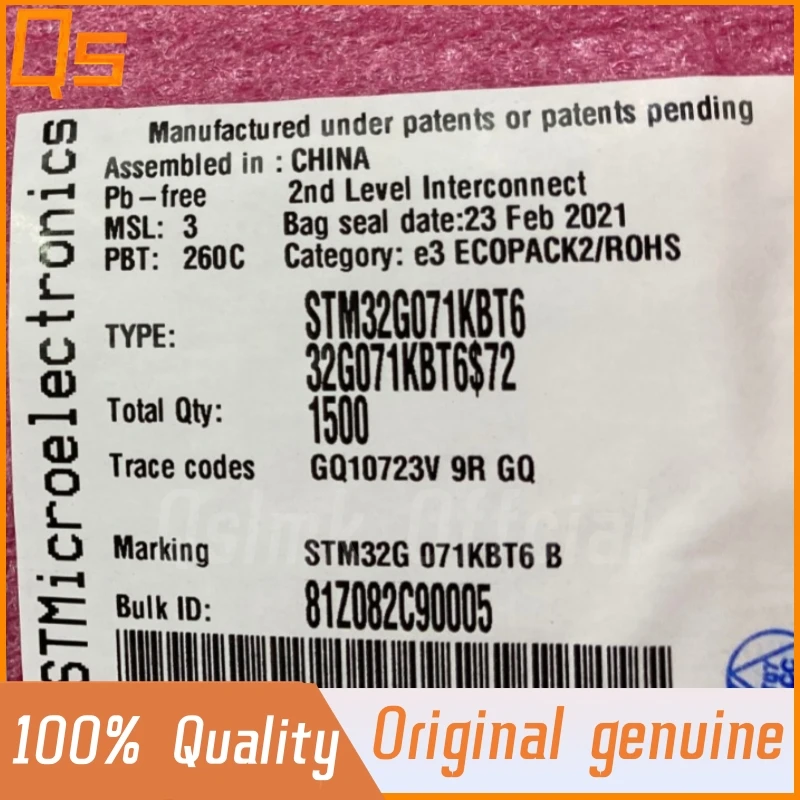 Qs
Manufactured under patents or patents pending
Assembled in : CHINA
Pb-free 2nd Level Interconnect
MSL: 3 Bag seal date:23 Feb 2021
PBT: 260C Category: e3 ECOPACK2/ROHS
STMicroelectronics
TYPE: STM32G071KBT6
32G071KBT6$72
Total Qty: 1500
Trace codes GQ10723V 9R GQ
Marking STM32G 071KBT6 B
Bulk ID: 81Z082C90005
100% Quality
Original genuine